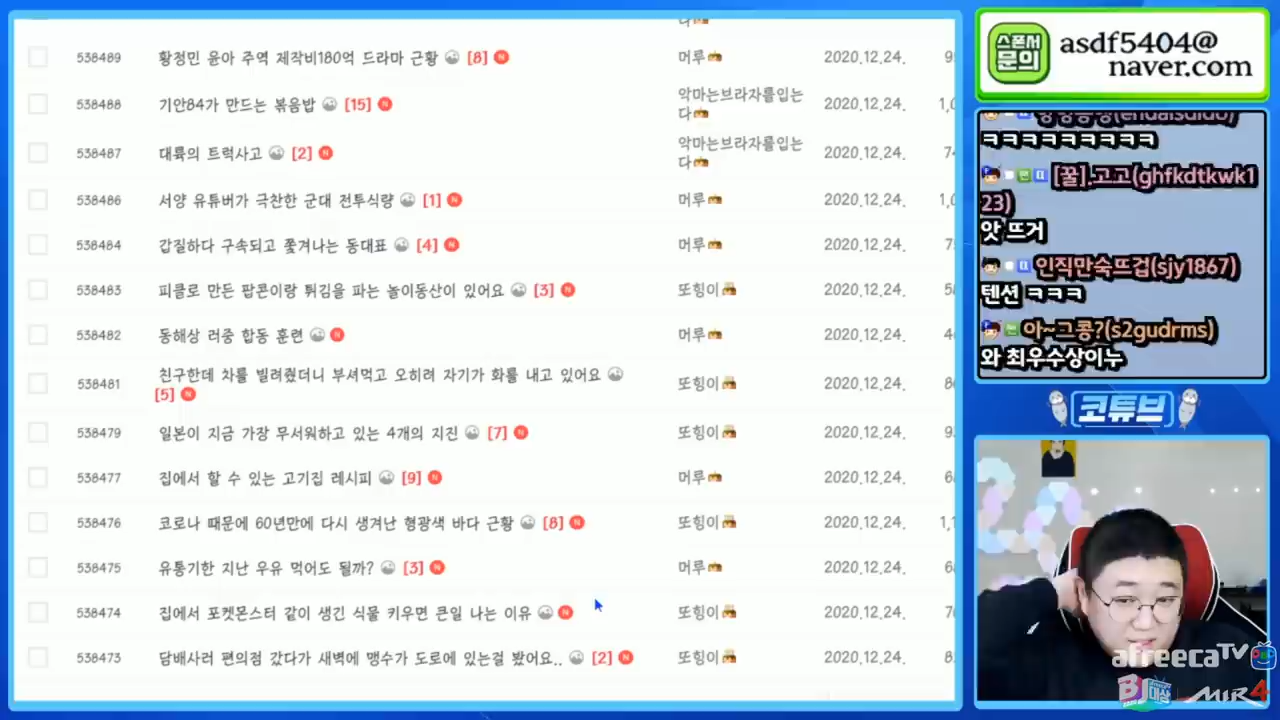 538489 황정민 윤아 주역 제작비180억 드라마 근황 [8] N 머루 2020.12.24.
538488 기안84가 만드는 볶음밥 [15] N 악마는브라자를입는
다 2020.12.24. 1,0
538487 대륙의 트럭사고 [2] N 악마는브라자를입는
다 2020.12.24. 74
538486 서양 유튜버가 극찬한 군대 전투식량 [1] N 머루 2020.12.24. 1,0
538484 갑질하다 구속되고 쫓겨나는 동대표 [4] N 머루 2020.12.24.
538483 피클로 만든 팝콘이랑 튀김을 파는 놀이동산이 있어요 [3] N 또힝이 2020.12.24.
538482 동해상 러중 합동 훈련 N 머루 2020.12.24.
538481 친구한데 차를 빌려줬더니 부셔먹고 오히려 자기가 화를 내고 있어요
[5] N 또힝이 2020.12.24.
538479 일본이 지금 가장 무서워하고 있는 4개의 지진 [7] N 또힝이 2020.12.24.
538477 집에서 할 수 있는 고기집 레시피 [9] N 머루 2020.12.24.
538476 코로나 때문에 60년만에 다시 생겨난 형광색 바다 근황 [8] N 또힝이 2020.12.24. 1,1
538475 유통기한 지난 우유 먹어도 될까? [3] N 머루 2020.12.24.
538474 집에서 포켓몬스터 같이 생긴 식물 키우면 큰일 나는 이유 N 또힝이 2020.12.24.
538473 담배사러 편의점 갔다가 새벽에 맹수가 도로에 있는걸 봤어요.. [2] N 또힝이 2020.12.24.
스폰서
문의
asdf5404@
naver.com
ㅋㅋㅋㅋㅋㅋㅋㅋㅋ
[꿀].고고(ghfkdtkwk1
23)
앗 뜨거
인직만숙뜨겁(sjy1867)
텐션 ㅋㅋㅋ
아~그콩?(s2gudrms)
와 최우수상이누
코튜브
afreecaTV
BJ대상 MIR4